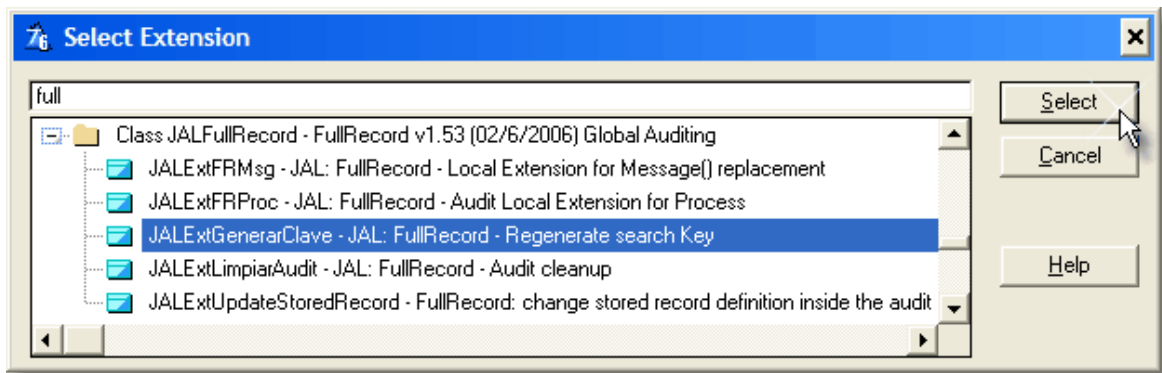 Select Extension
full
Select
Class JALFullRecord - FullRecord v1.53 (02/6/2006) Global Auditing
JALExtFRMsg - JAL: FullRecord - Local Extension for Message() replacement
Cancel
JALExtFRProc - JAL: FullRecord - Audit Local Extension for Process
JALExtGenerarClave - JAL: FullRecord - Regenerate search Key
JALExtLimpiarAudit - JAL: FullRecord - Audit cleanup
Help
JALExtUpdateStoredRecord - FullRecord: change stored record definition inside the audit